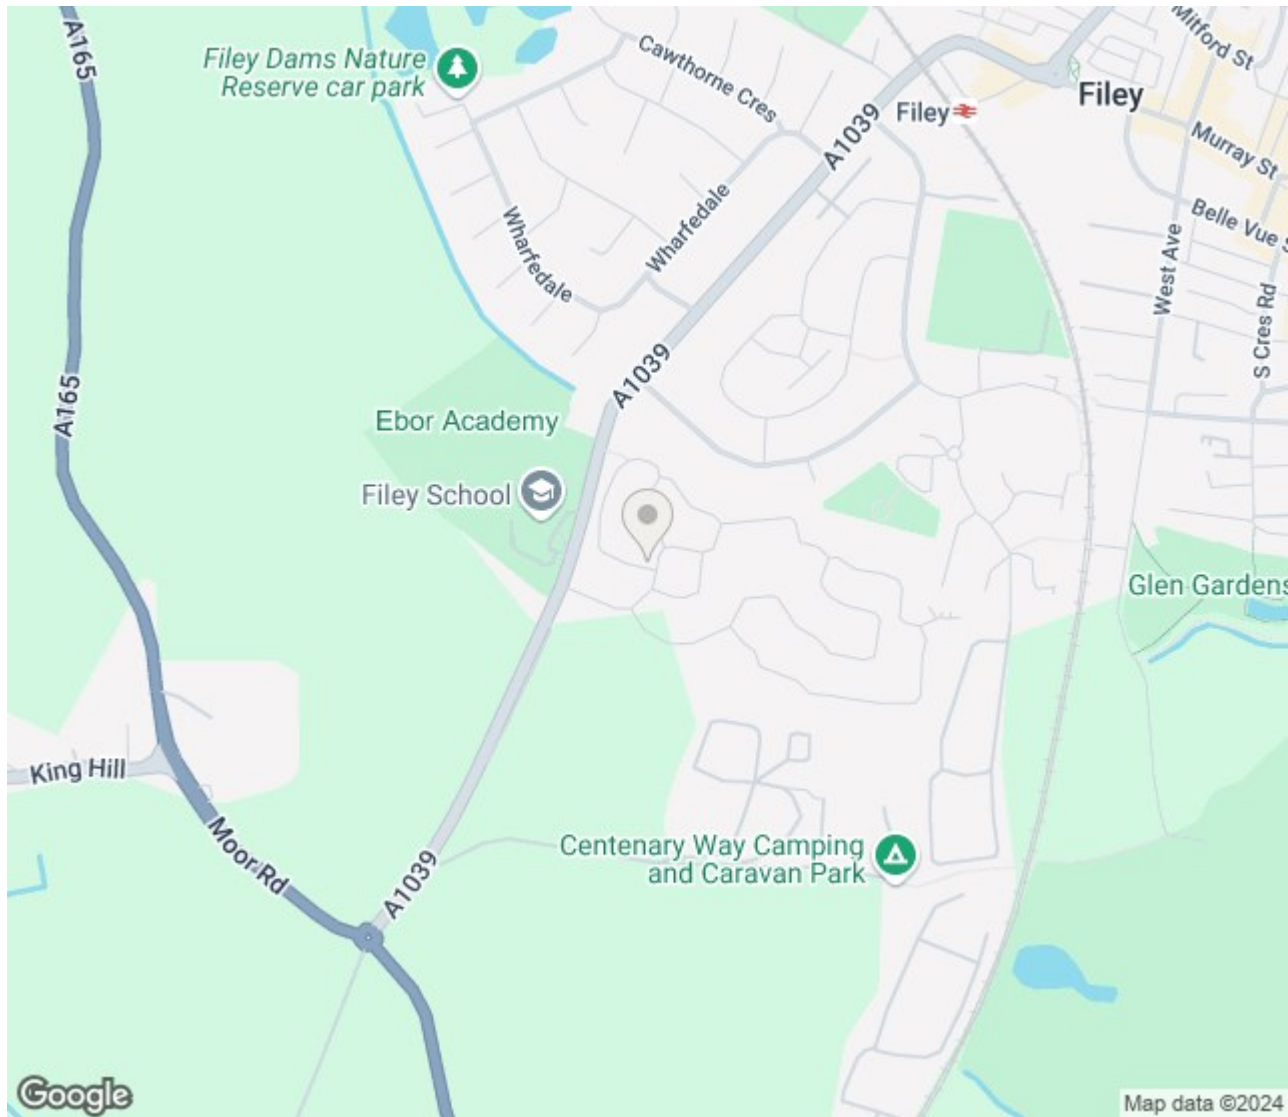 A165
Filey Dams Nature
Reserve car park
Cawthorne Cres
A1039
Filey
Filey
Mitford St
Murray St
Belle Vue S
Wharfedale
Wharfedale
West Ave
S Cres Rd
A165
A1039
Ebor Academy
Filey School
Glen Gardens
King Hill
Moor Rd
A1039
Centenary Way Camping
and Caravan Park
Google
Map data ©2024